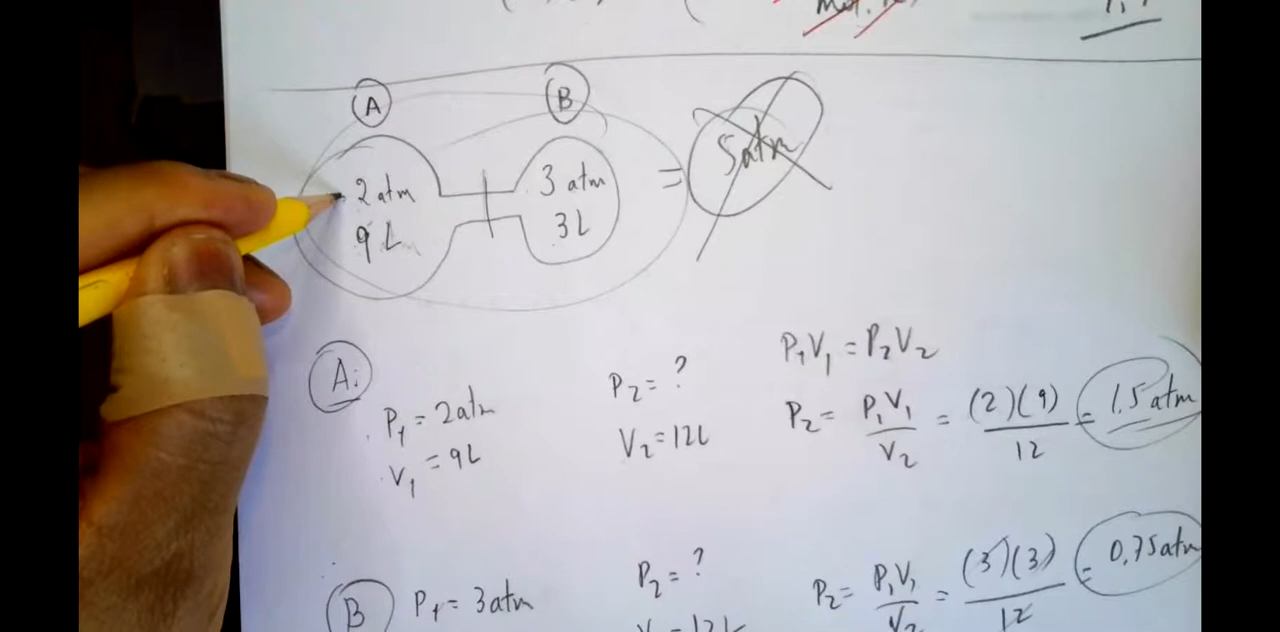 A B
2 atm 3 atm = 5 atm
9 L 3 L
A:
P₁ = 2 atm P₂ = ? P₁V₁ = P₂V₂
V₁ = 9L V₂ = 12L P₂ = P₁V₁/V₂ = (2)(9)/12 = 1.5 atm
B P₁ = 3 atm P₂ = ? P₂ = P₁V₁/V₂ = (3)(3)/12 = 0.75 atm